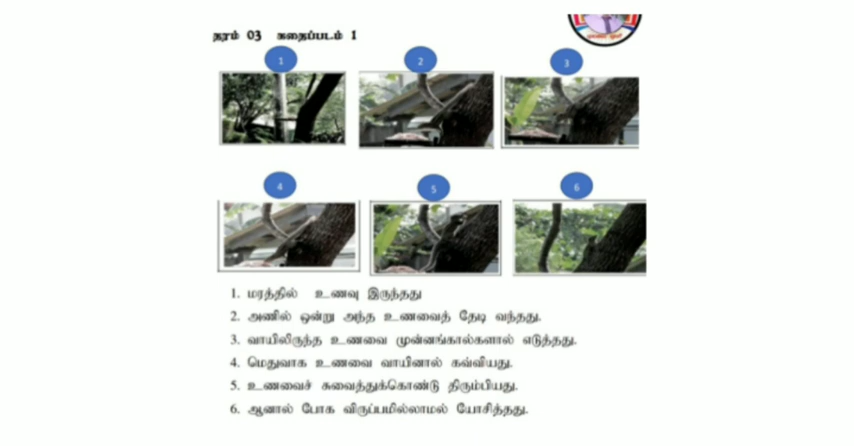 தரம் 03 கதைப்படம் 1
1
2
3
4
5
6
1. மரத்தில் உணவு இருந்தது
2. அணில் ஒன்று அந்த உணவைத் தேடி வந்தது.
3. வாயிலிருந்த உணவை முன்னங்கால்களால் எடுத்தது.
4. மெதுவாக உணவை வாயினால் கவ்வியது.
5. உணவைச் சுவைத்துக்கொண்டு திரும்பியது.
6. ஆனால் போக விருப்பமில்லாமல் யோசித்தது.